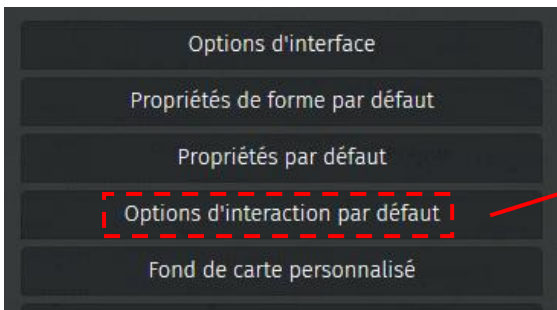 Options d'interface
Propriétés de forme par défaut
Propriétés par défaut
Options d'interaction par défaut
Fond de carte personnalisé